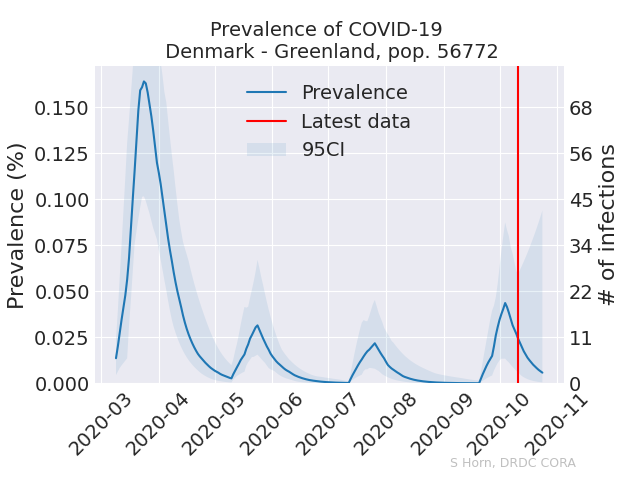 Prevalence of COVID-19
Denmark - Greenland, pop. 56772
Prevalence
Latest data
95CI
Prevalence (%)
0.150
0.125
0.100
0.075
0.050
0.025
0.000
68
56
45
34
22
11
0
# of infections
2020-03
2020-04
2020-05
2020-06
2020-07
2020-08
2020-09
2020-10
2020-11
S Horn, DRDC CORA